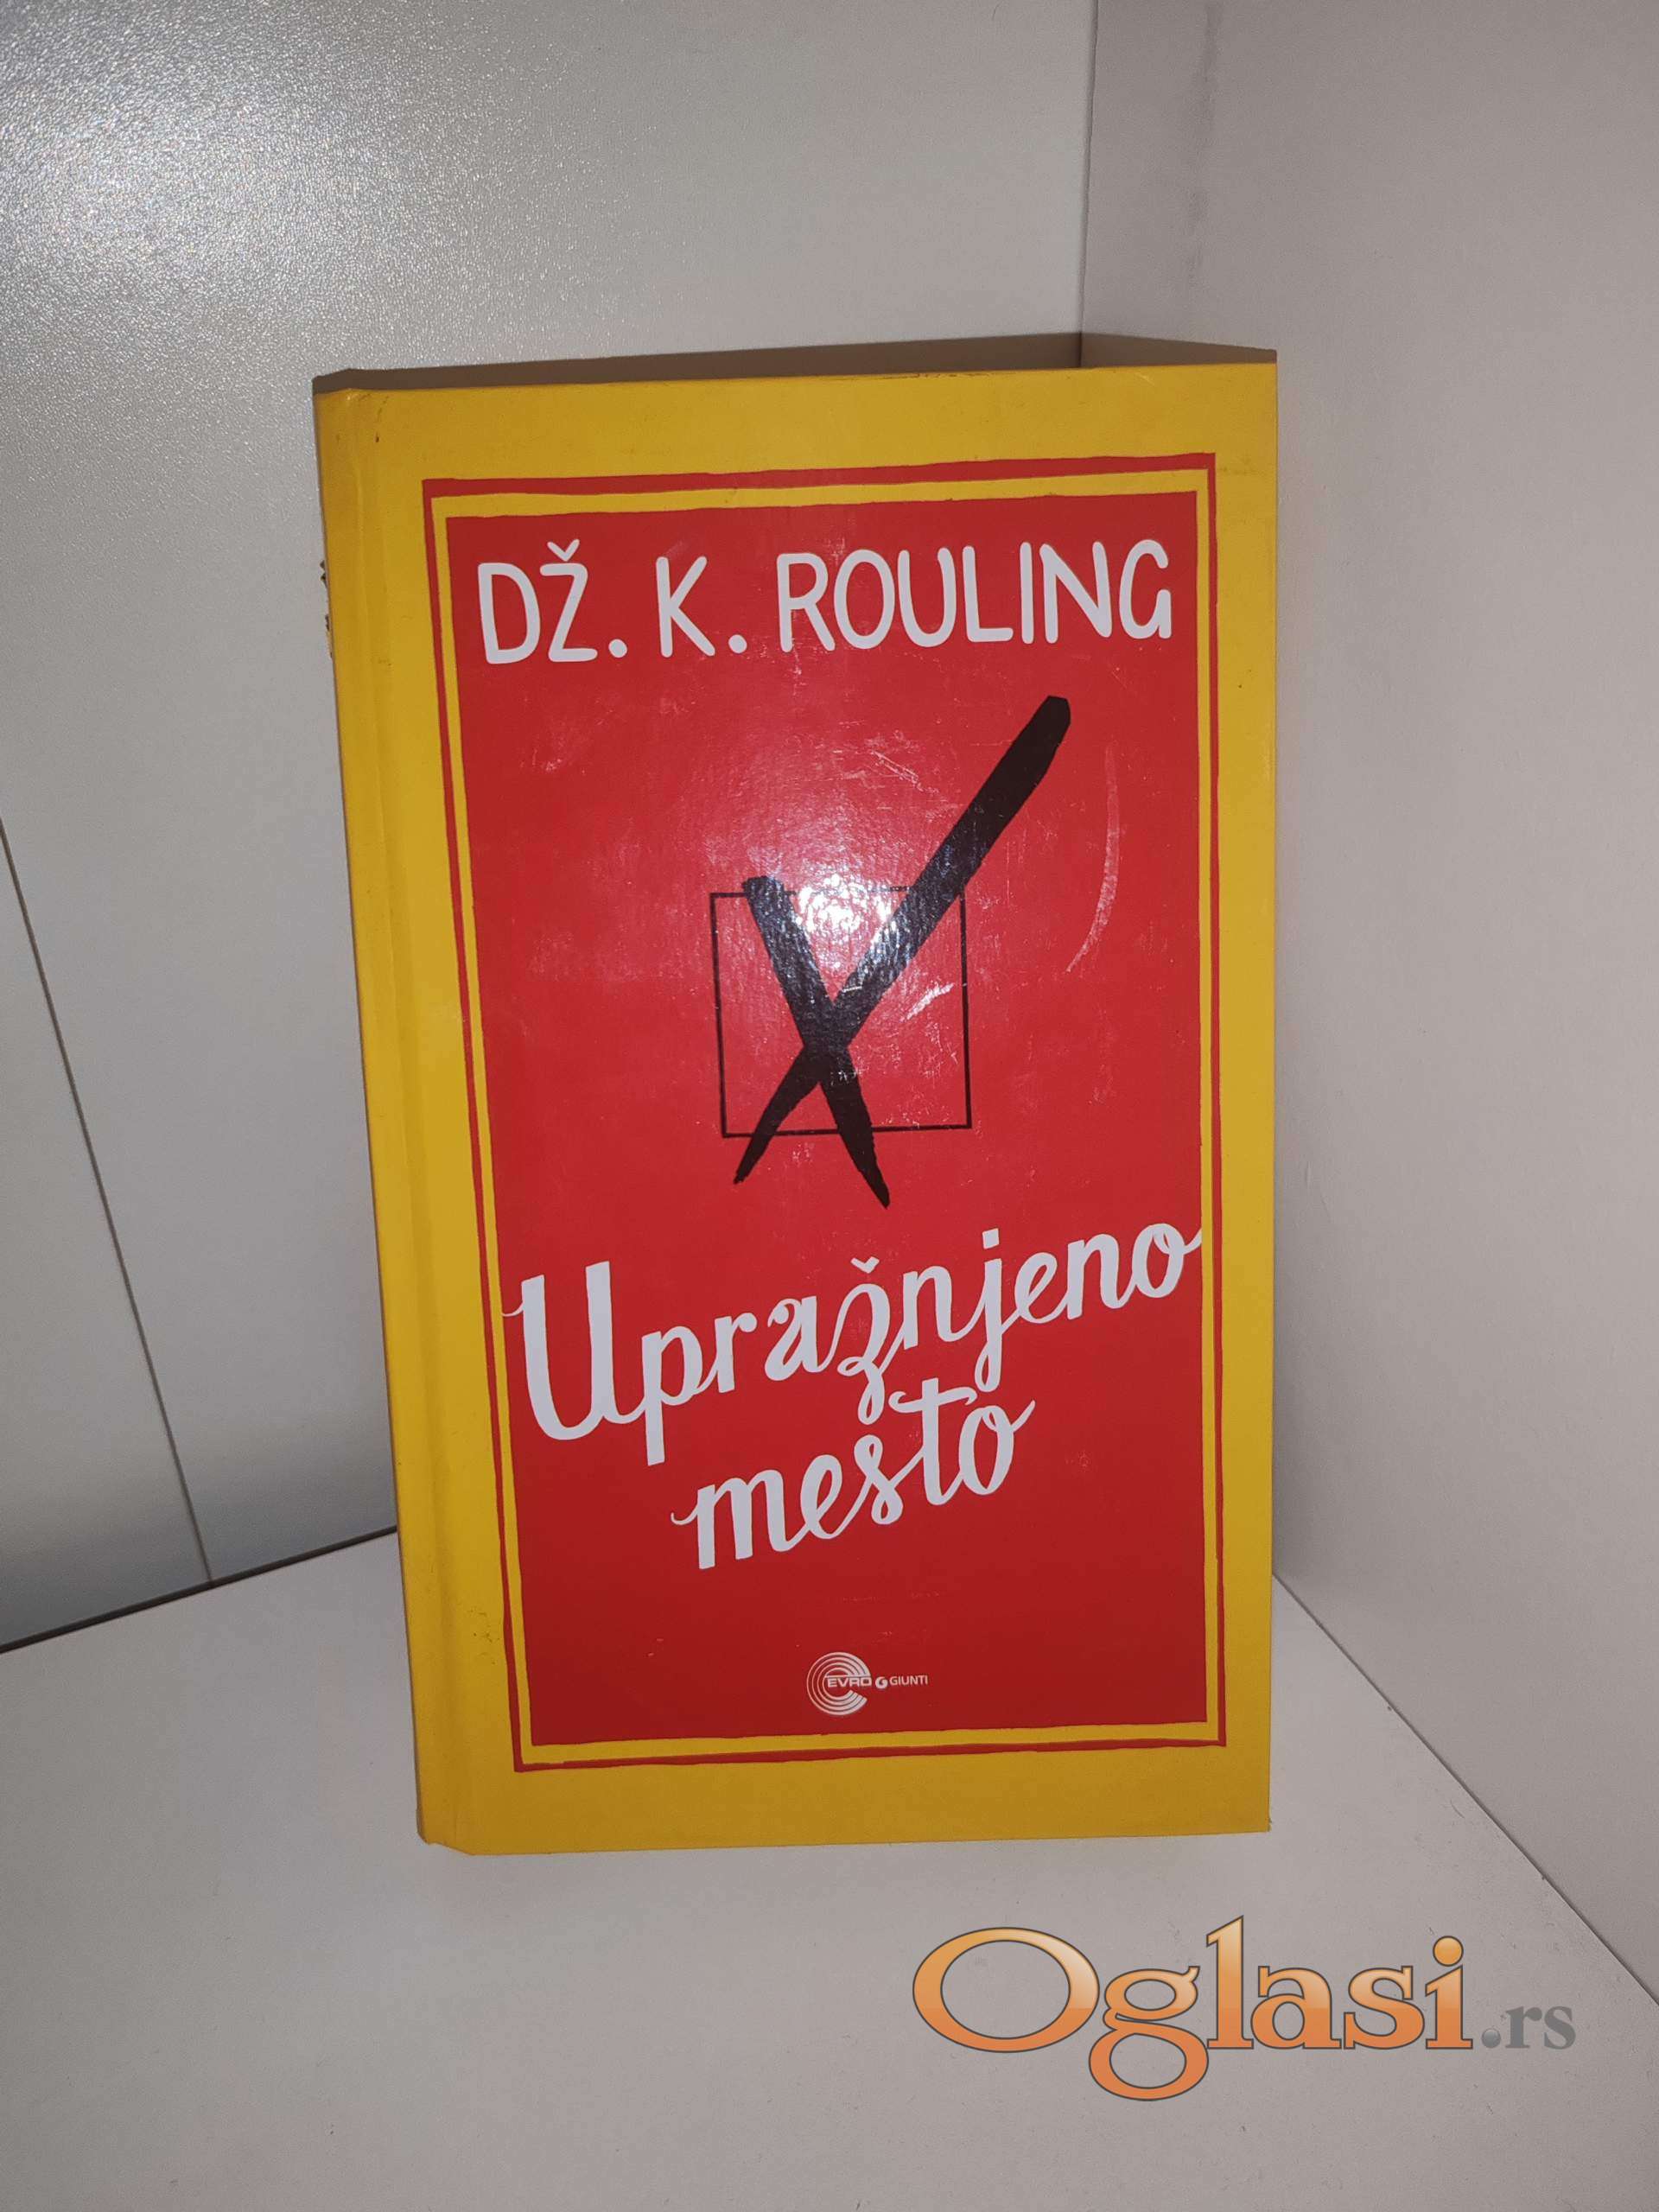 DŽ. K. ROULING
Upražnjeno
mesto
EVRO GIUNTI
Oglasi.rs